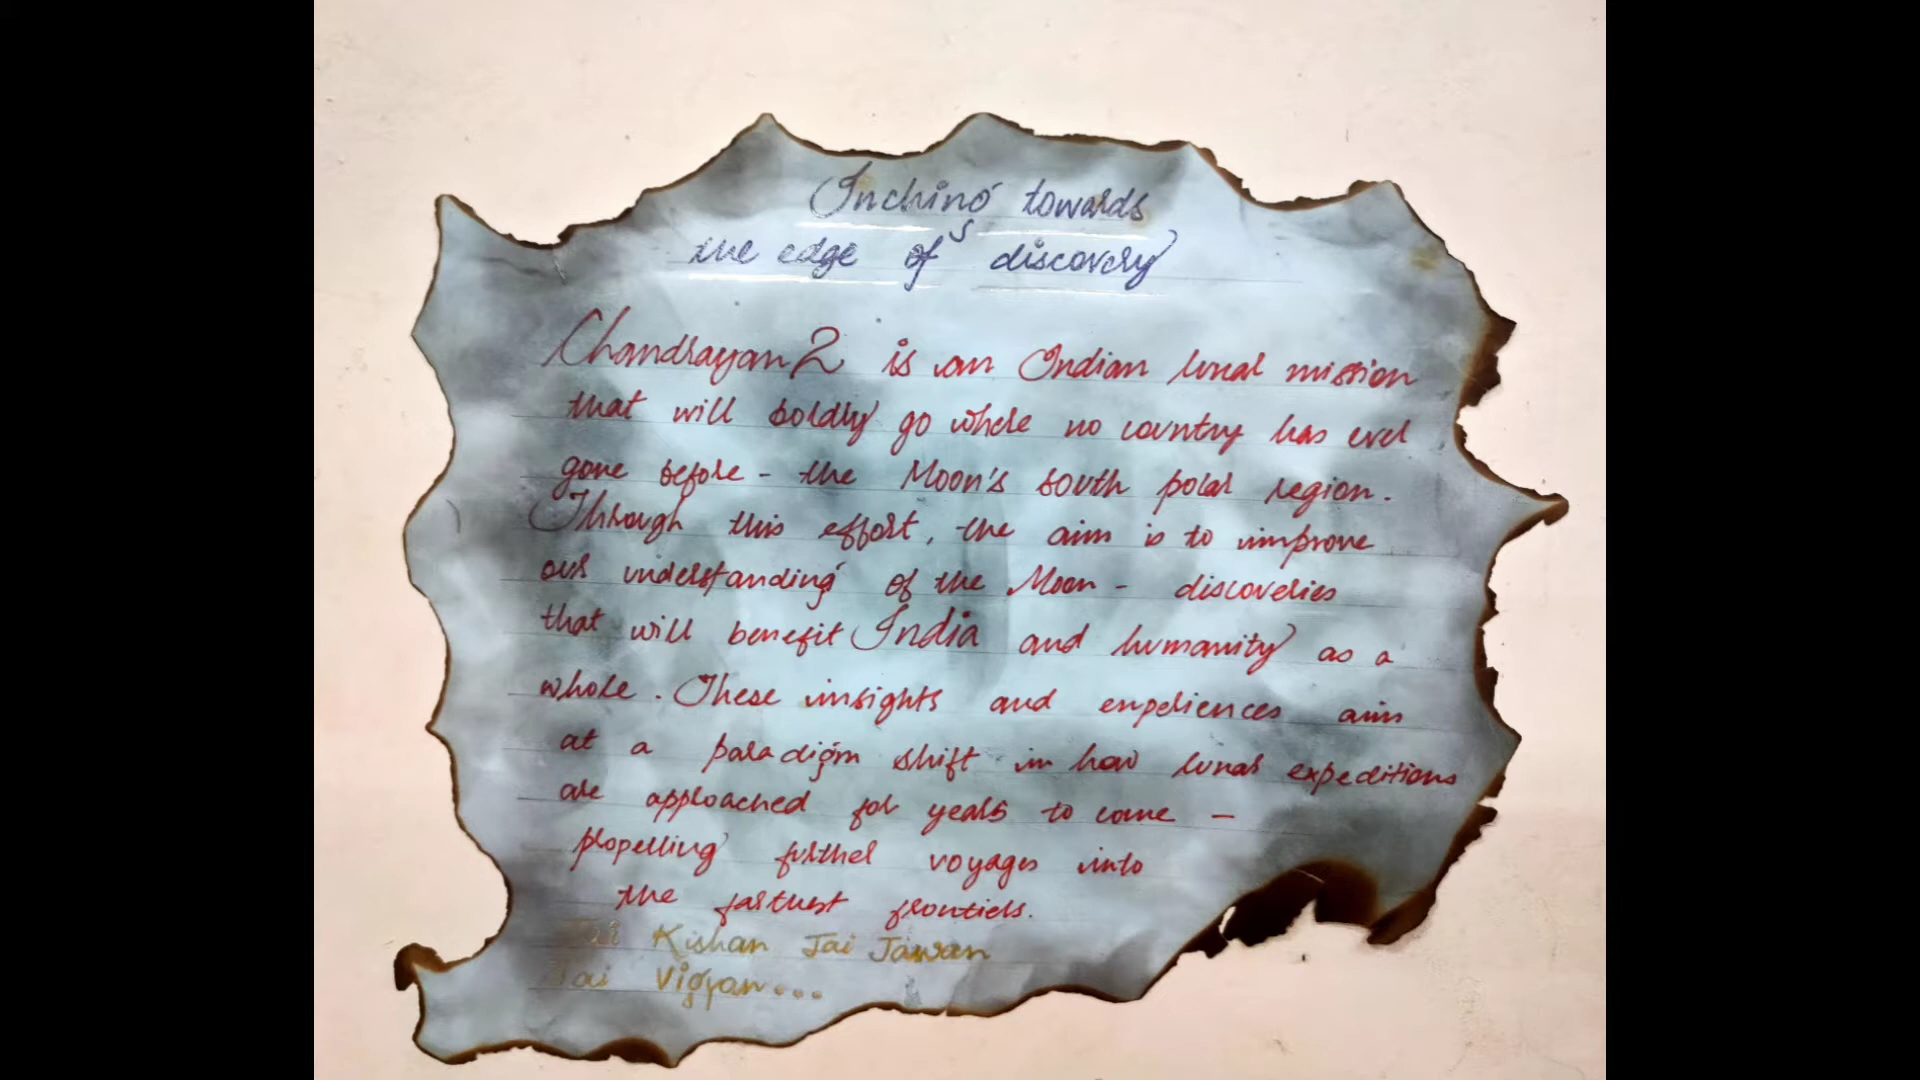 Inching towards
the edge of discovery
Chandrayan 2 is an Indian lunar mission
that will boldly go where no country has ever
gone before - the Moon's south polar region.
Through this effort, the aim is to improve
our understanding of the Moon - discoveries
that will benefit India and humanity as a
whole. These insights and experiences aim
at a paradigm shift in how lunar expeditions
are approached for years to come -
propelling further voyages into
the farthest frontiers.
Jai Kishan Jai Jawan
Jai Vigyan...